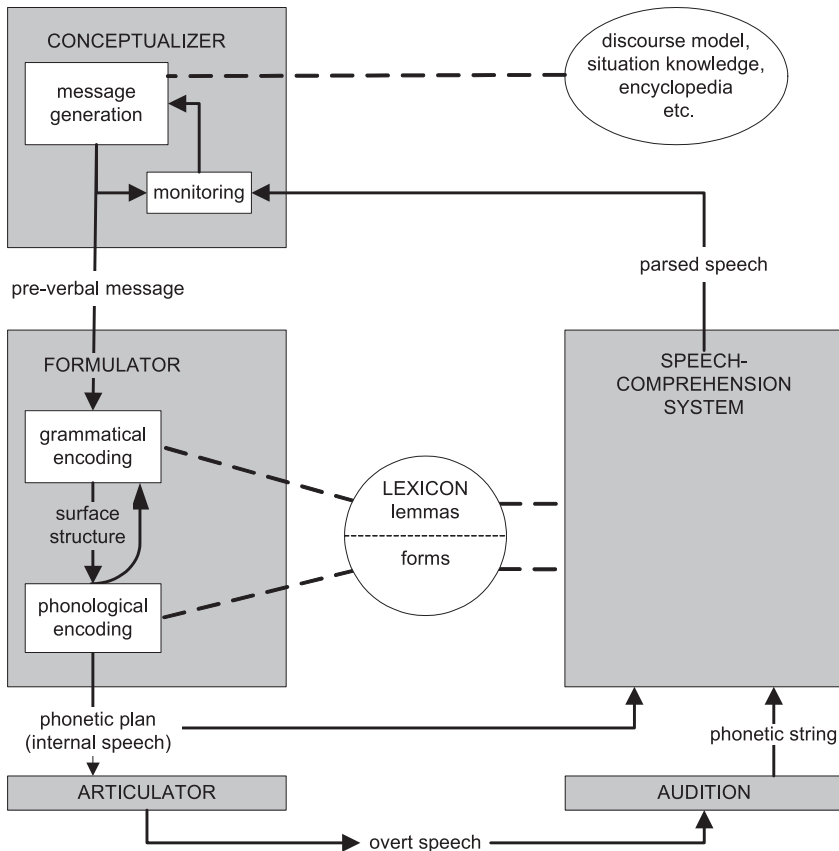 CONCEPTUALIZER
message
generation
monitoring
discourse model,
situation knowledge,
encyclopedia
etc.
pre-verbal message
parsed speech
FORMULATOR
grammatical
encoding
surface
structure
phonological
encoding
LEXICON
lemmas
forms
SPEECH-
COMPREHENSION
SYSTEM
phonetic plan
(internal speech)
phonetic string
ARTICULATOR
AUDITION
overt speech